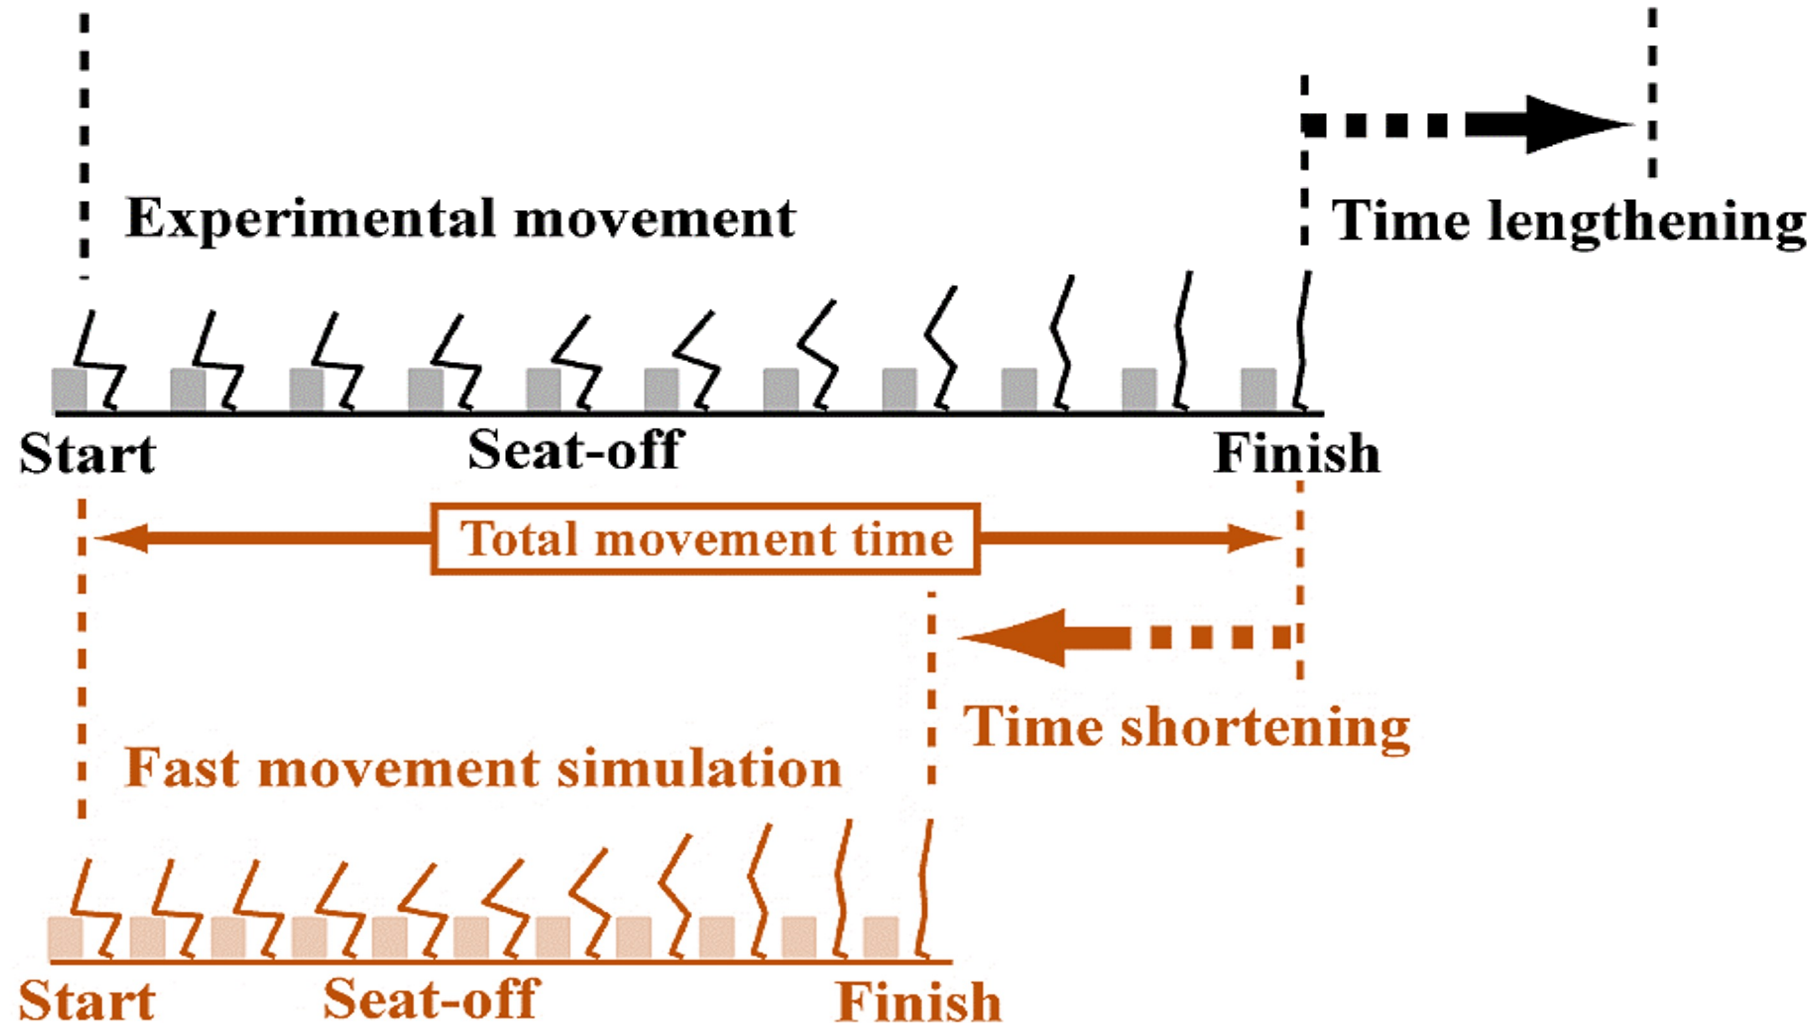 Experimental movement
Time lengthening
Start
Seat-off
Finish
Total movement time
Time shortening
Fast movement simulation
Start
Seat-off
Finish